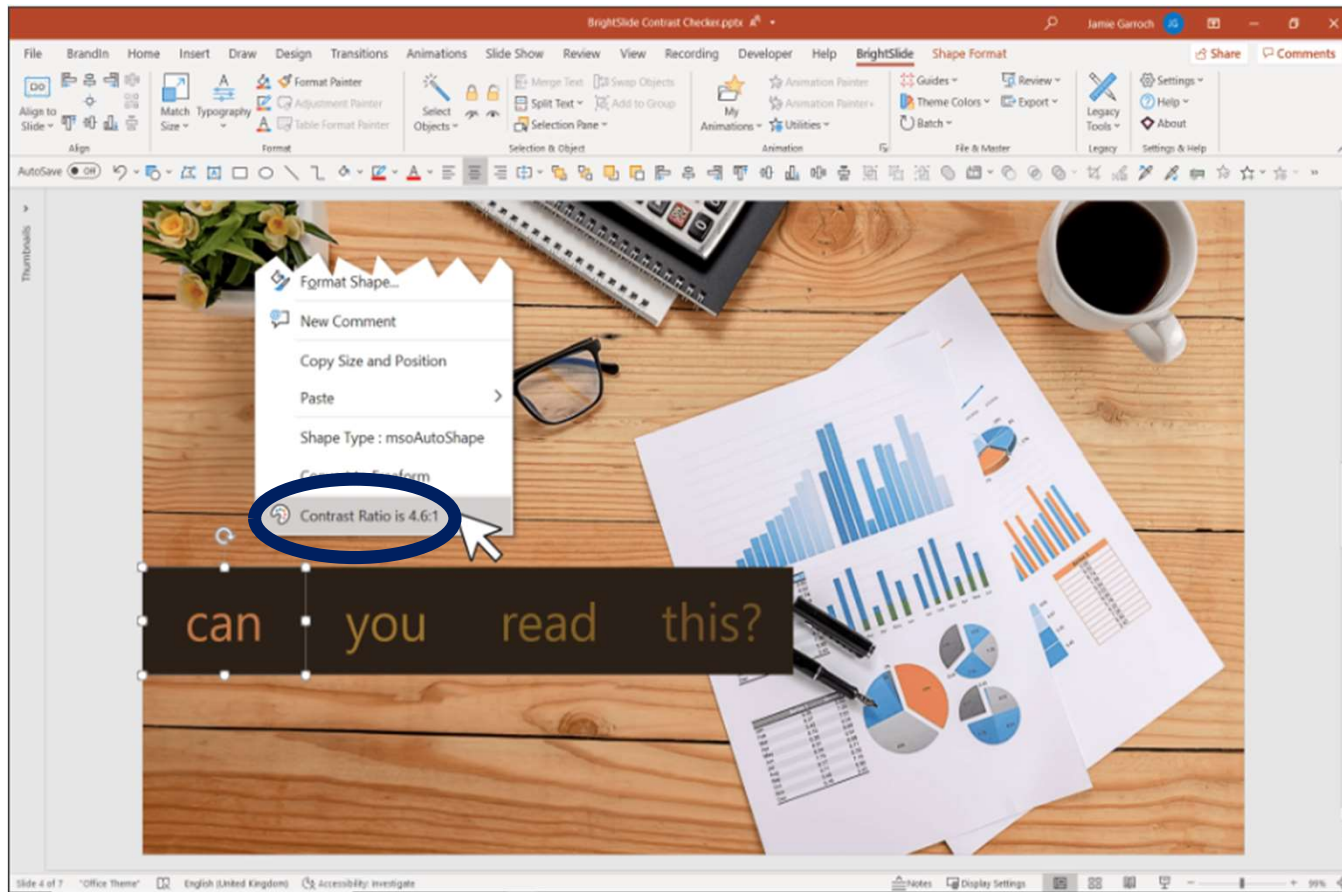 BrightSlide Contrast Checker.pptx
Jamie Garroch JG
File BrandIn Home Insert Draw Design Transitions Animations Slide Show Review View Recording Developer Help BrightSlide Shape Format Share Comments
Align to Slide
Match Size
Typography
Format Painter
Adjustment Painter
Table Format Painter
Select Objects
Merge Text Swap Objects
Split Text Add to Group
Selection Pane
My Animations
Animation Painter
Animation Painter+
Utilities
Guides Review
Theme Colors Export
Batch
Legacy Tools
Settings
Help
About
Align Format Selection & Object Animation File & Master Legacy Settings & Help
AutoSave Off
Thumbnails
Format Shape...
New Comment
Copy Size and Position
Paste
Shape Type : msoAutoShape
Contrast Ratio is 4.6:1
can you read this?
Slide 4 of 7 "Office Theme" English (United Kingdom) Accessibility: Investigate Notes Display Settings 99%